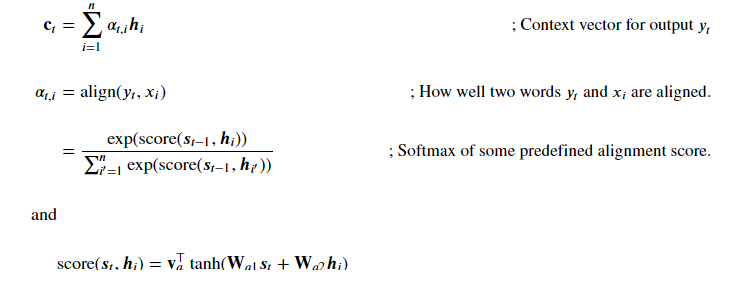 c_t = ∑_{i=1}^{n} α_{t,i} h_i ; Context vector for output y_t
α_{t,i} = align(y_t, x_i) ; How well two words y_t and x_i are aligned.
= exp(score(s_{t−1}, h_i)) / ∑_{i'=1}^{n} exp(score(s_{t−1}, h_{i'})) ; Softmax of some predefined alignment score.
and
score(s_t, h_i) = v_a^⊤ tanh(W_{a1} s_t + W_{a2} h_i)